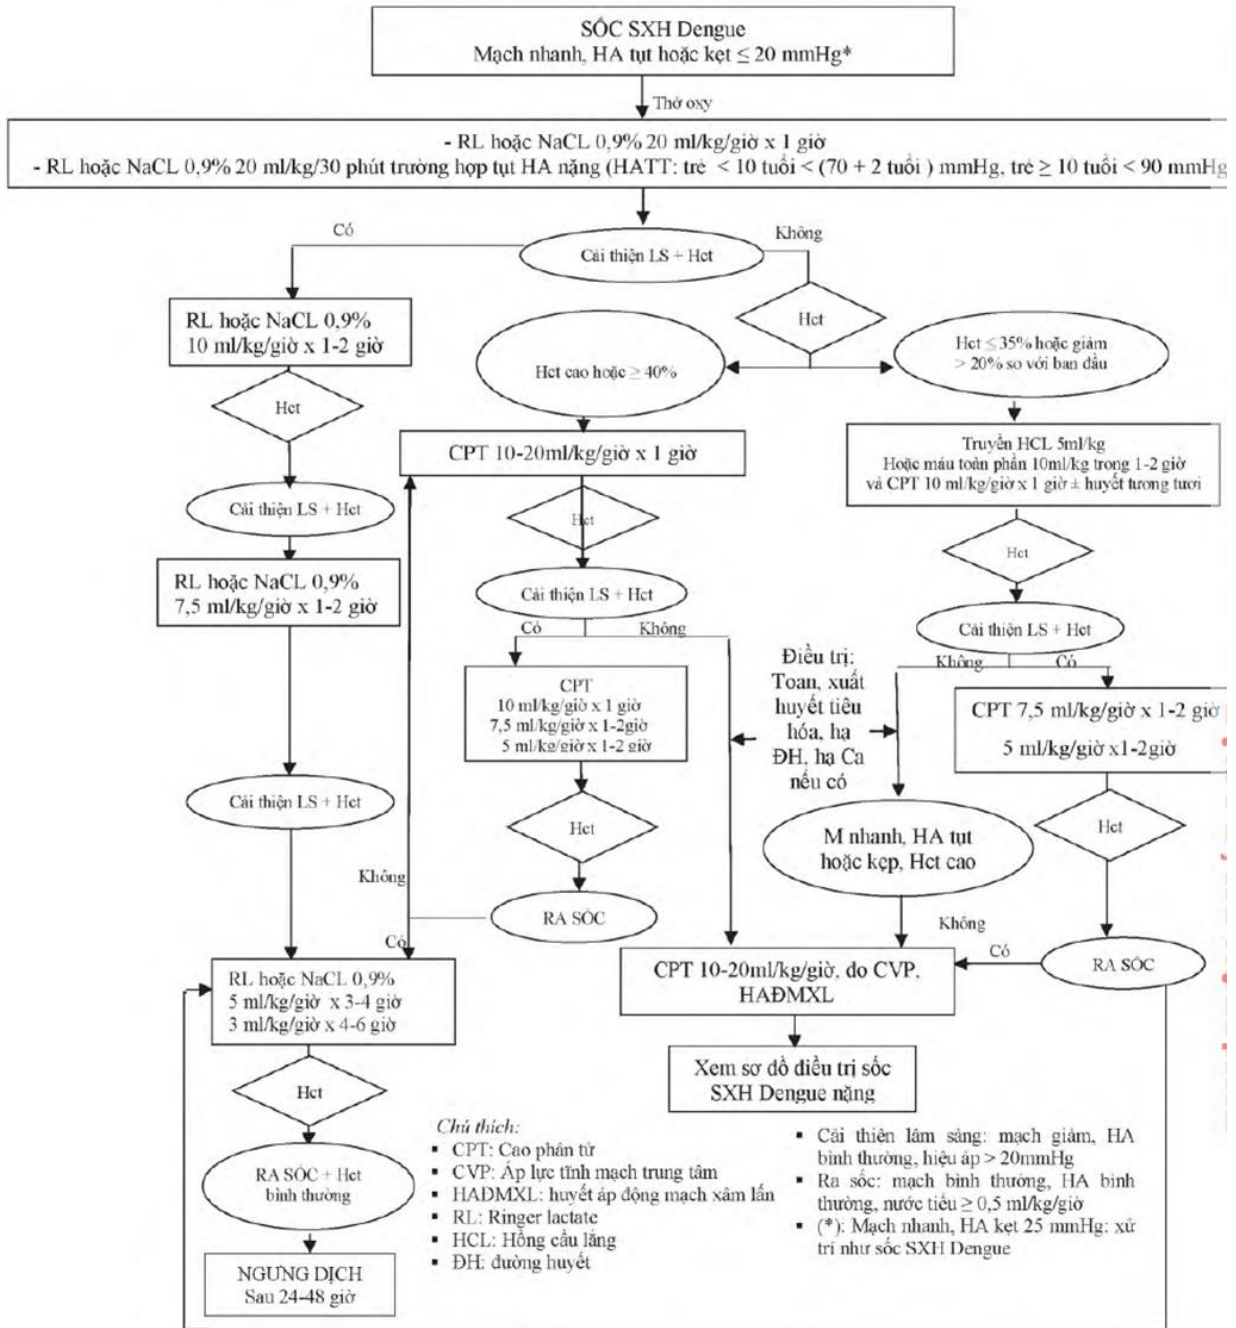 SỐC SXH Dengue
Mạch nhanh, HA tụt hoặc kẹt ≤ 20 mmHg*
Thở oxy
- RL hoặc NaCL 0,9% 20 ml/kg/giờ x 1 giờ
- RL hoặc NaCL 0,9% 20 ml/kg/30 phút trường hợp tụt HA nặng (HATT: trẻ < 10 tuổi < (70 + 2 tuổi ) mmHg, trẻ ≥ 10 tuổi < 90 mmHg
Có
Cải thiện LS + Hct
Không
RL hoặc NaCL 0,9%
10 ml/kg/giờ x 1-2 giờ
Hct
Hct cao hoặc ≥ 40%
Hct ≤ 35% hoặc giảm
> 20% so với ban đầu
Hct
CPT 10-20ml/kg/giờ x 1 giờ
Truyền HCL 5ml/kg
Hoặc máu toàn phần 10ml/kg trong 1-2 giờ
và CPT 10 ml/kg/giờ x 1 giờ ± huyết tương tươi
Cải thiện LS + Hct
Hct
Hct
RL hoặc NaCL 0,9%
7,5 ml/kg/giờ x 1-2 giờ
Cải thiện LS + Hct
Có
Không
Cải thiện LS + Hct
Không
Có
Điều trị:
Toan, xuất
huyết tiêu
hóa, hạ
ĐH, hạ Ca
nếu có
CPT
10 ml/kg/giờ x 1 giờ
7,5 ml/kg/giờ x 1-2giờ
5 ml/kg/giờ x 1-2 giờ
CPT 7,5 ml/kg/giờ x 1-2 giờ
5 ml/kg/giờ x1-2giờ
Cải thiện LS + Hct
Hct
M nhanh, HA tụt
hoặc kẹp, Hct cao
Hct
Không
RA SỐC
Có
Không
Có
RA SỐC
RL hoặc NaCL 0,9%
5 ml/kg/giờ x 3-4 giờ
3 ml/kg/giờ x 4-6 giờ
CPT 10-20ml/kg/giờ, đo CVP,
HAĐMXL
Hct
Xem sơ đồ điều trị sốc
SXH Dengue nặng
RA SỐC + Hct
bình thường
NGƯNG DỊCH
Sau 24-48 giờ
Chú thích:
▪ CPT: Cao phân tử
▪ CVP: Áp lực tĩnh mạch trung tâm
▪ HAĐMXL: huyết áp động mạch xâm lấn
▪ RL: Ringer lactate
▪ HCL: Hồng cầu lắng
▪ ĐH: đường huyết
▪ Cải thiện lâm sàng: mạch giảm, HA
bình thường, hiệu áp > 20mmHg
▪ Ra sốc: mạch bình thường, HA bình
thường, nước tiểu ≥ 0,5 ml/kg/giờ
▪ (*): Mạch nhanh, HA kẹt 25 mmHg: xử
trí như sốc SXH Dengue